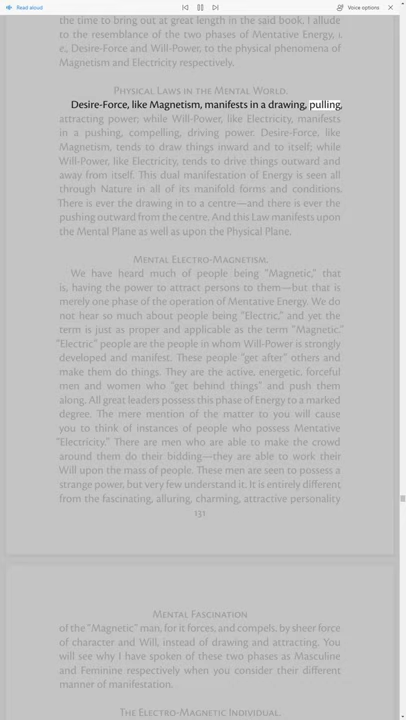 Read aloud
Voice options
the time to bring out at great length in the said book. I allude
to the resemblance of the two phases of Mentative Energy, i.
e., Desire-Force and Will-Power, to the physical phenomena of
Magnetism and Electricity respectively.
PHYSICAL LAWS IN THE MENTAL WORLD.
Desire-Force, like Magnetism, manifests in a drawing, pulling,
attracting power; while Will-Power, like Electricity, manifests
in a pushing, compelling, driving power. Desire-Force, like
Magnetism, tends to draw things inward and to itself; while
Will-Power, like Electricity, tends to drive things outward and
away from itself. This dual manifestation of Energy is seen all
through Nature in all of its manifold forms and conditions.
There is ever the drawing in to a centre—and there is ever the
pushing outward from the centre. And this Law manifests upon
the Mental Plane as well as upon the Physical Plane.
MENTAL ELECTRO-MAGNETISM.
We have heard much of people being "Magnetic," that
is, having the power to attract persons to them—but that is
merely one phase of the operation of Mentative Energy. We do
not hear so much about people being "Electric," and yet the
term is just as proper and applicable as the term "Magnetic."
"Electric" people are the people in whom Will-Power is strongly
developed and manifest. These people "get after" others and
make them do things. They are the active, energetic, forceful
men and women who "get behind things" and push them
along. All great leaders possess this phase of Energy to a marked
degree. The mere mention of the matter to you will cause
you to think of instances of people who possess Mentative
"Electricity." There are men who are able to make the crowd
around them do their bidding—they are able to work their
Will upon the mass of people. These men are seen to possess a
strange power, but very few understand it. It is entirely different
from the fascinating, alluring, charming, attractive personality
131
MENTAL FASCINATION
of the "Magnetic" man, for it forces, and compels, by sheer force
of character and Will, instead of drawing and attracting. You
will see why I have spoken of these two phases as Masculine
and Feminine respectively when you consider their different
manner of manifestation.
THE ELECTRO-MAGNETIC INDIVIDUAL.